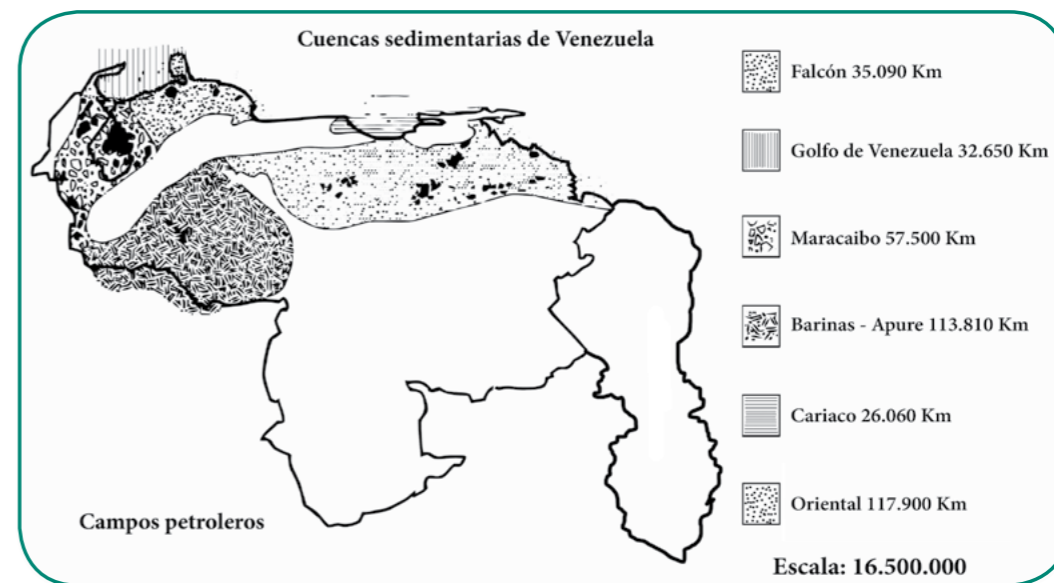 Cuencas sedimentarias de Venezuela
Falcón 35.090 Km
Golfo de Venezuela 32.650 Km
Maracaibo 57.500 Km
Barinas - Apure 113.810 Km
Cariaco 26.060 Km
Oriental 117.900 Km
Campos petroleros
Escala: 16.500.000